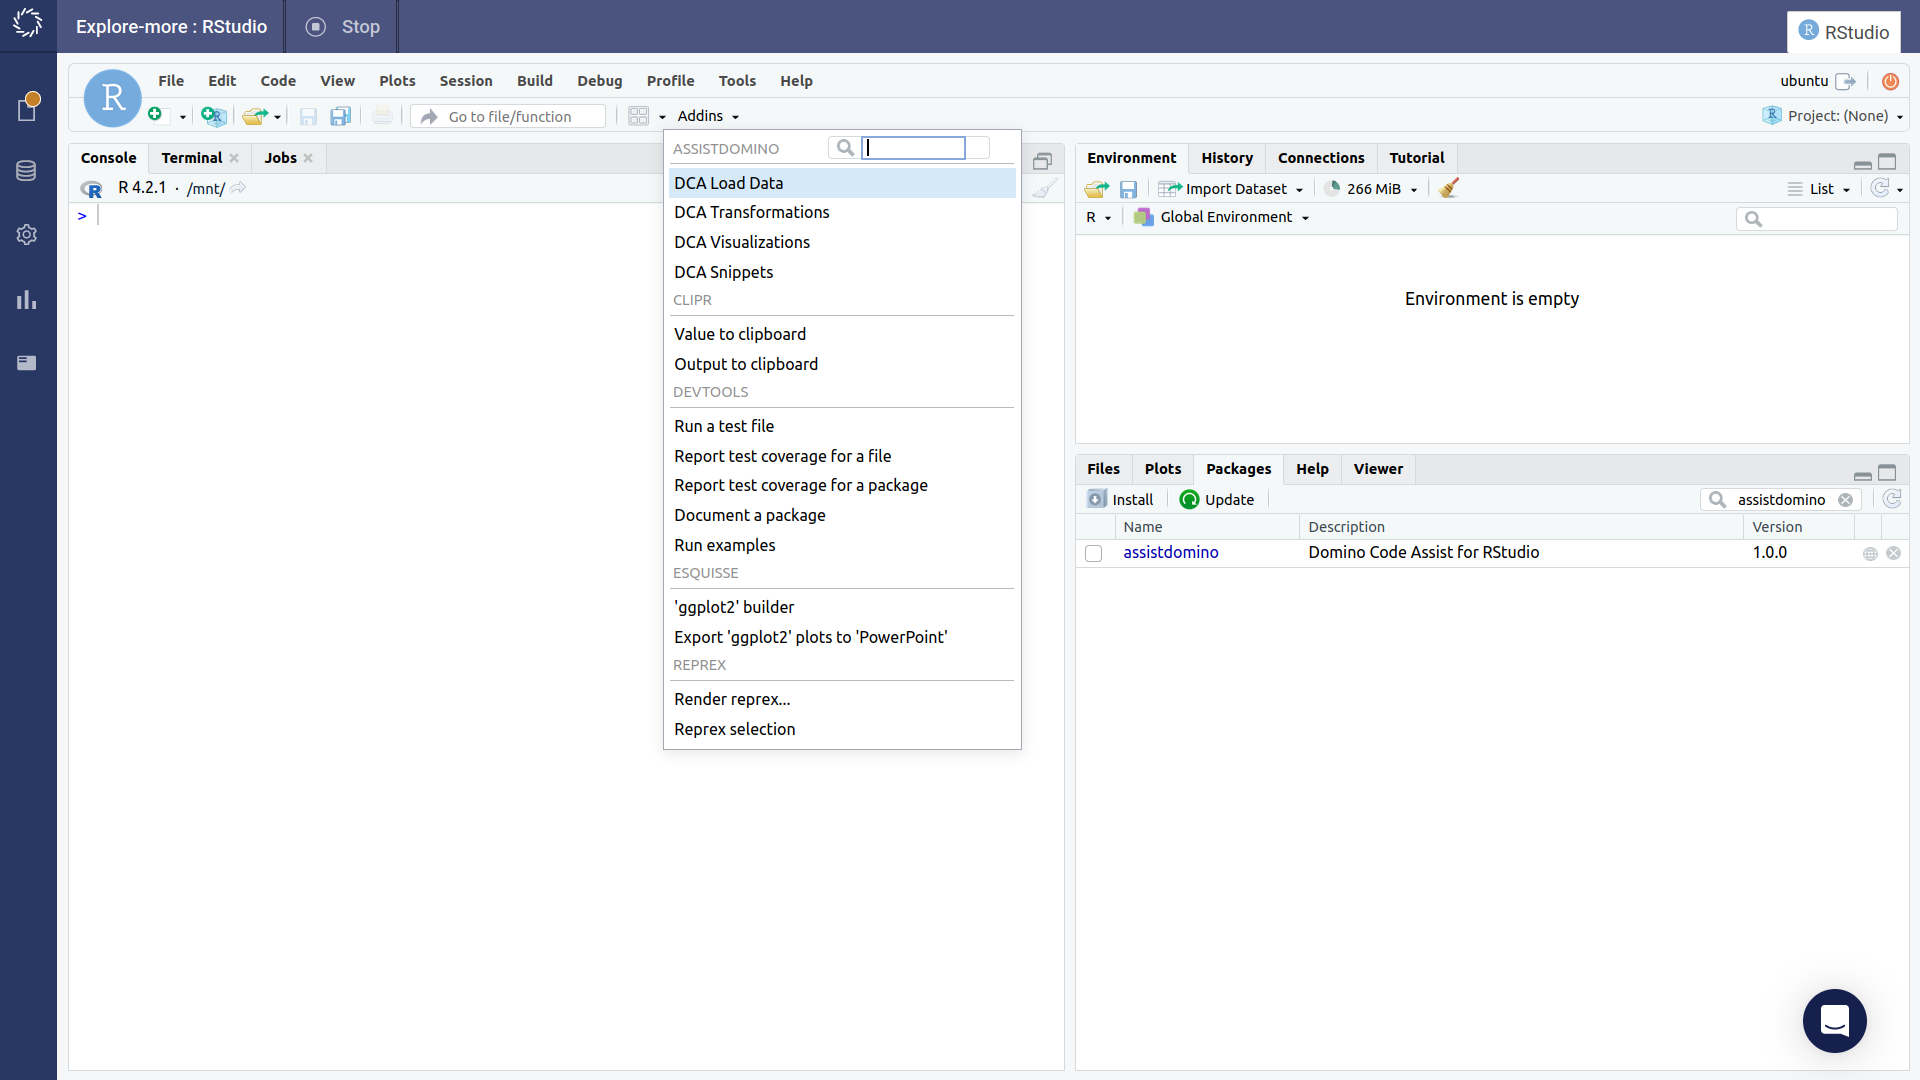 Explore-more : RStudio
Stop
RStudio
R
File Edit Code View Plots Session Build Debug Profile Tools Help
ubuntu
Go to file/function
Addins
Project: (None)
Console Terminal Jobs
R 4.2.1 · /mnt/
>
ASSISTDOMINO
DCA Load Data
DCA Transformations
DCA Visualizations
DCA Snippets
CLIPR
Value to clipboard
Output to clipboard
DEVTOOLS
Run a test file
Report test coverage for a file
Report test coverage for a package
Document a package
Run examples
ESQUISSE
'ggplot2' builder
Export 'ggplot2' plots to 'PowerPoint'
REPREX
Render reprex...
Reprex selection
Environment History Connections Tutorial
Import Dataset 266 MiB List
R Global Environment
Environment is empty
Files Plots Packages Help Viewer
Install Update assistdomino
Name Description Version
assistdomino Domino Code Assist for RStudio 1.0.0